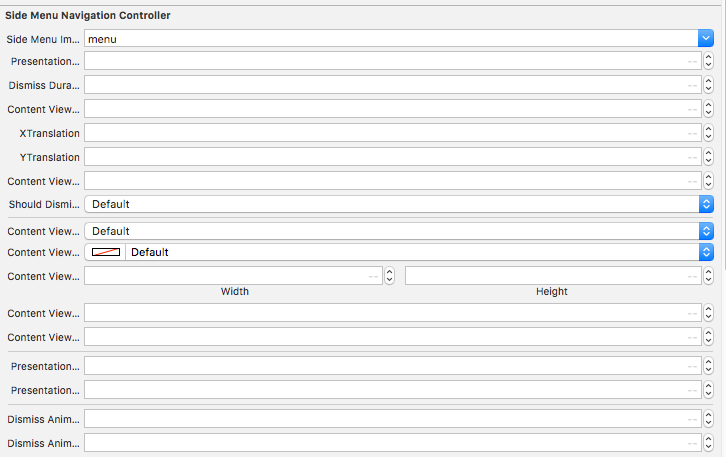 Side Menu Navigation Controller
Side Menu Im... menu
Presentation... --
Dismiss Dura... --
Content View... --
XTranslation --
YTranslation --
Content View... --
Should Dismi... Default
Content View... Default
Content View... Default
Content View... -- --
Width Height
Content View... --
Content View... --
Presentation... --
Presentation... --
Dismiss Anim... --
Dismiss Anim... --